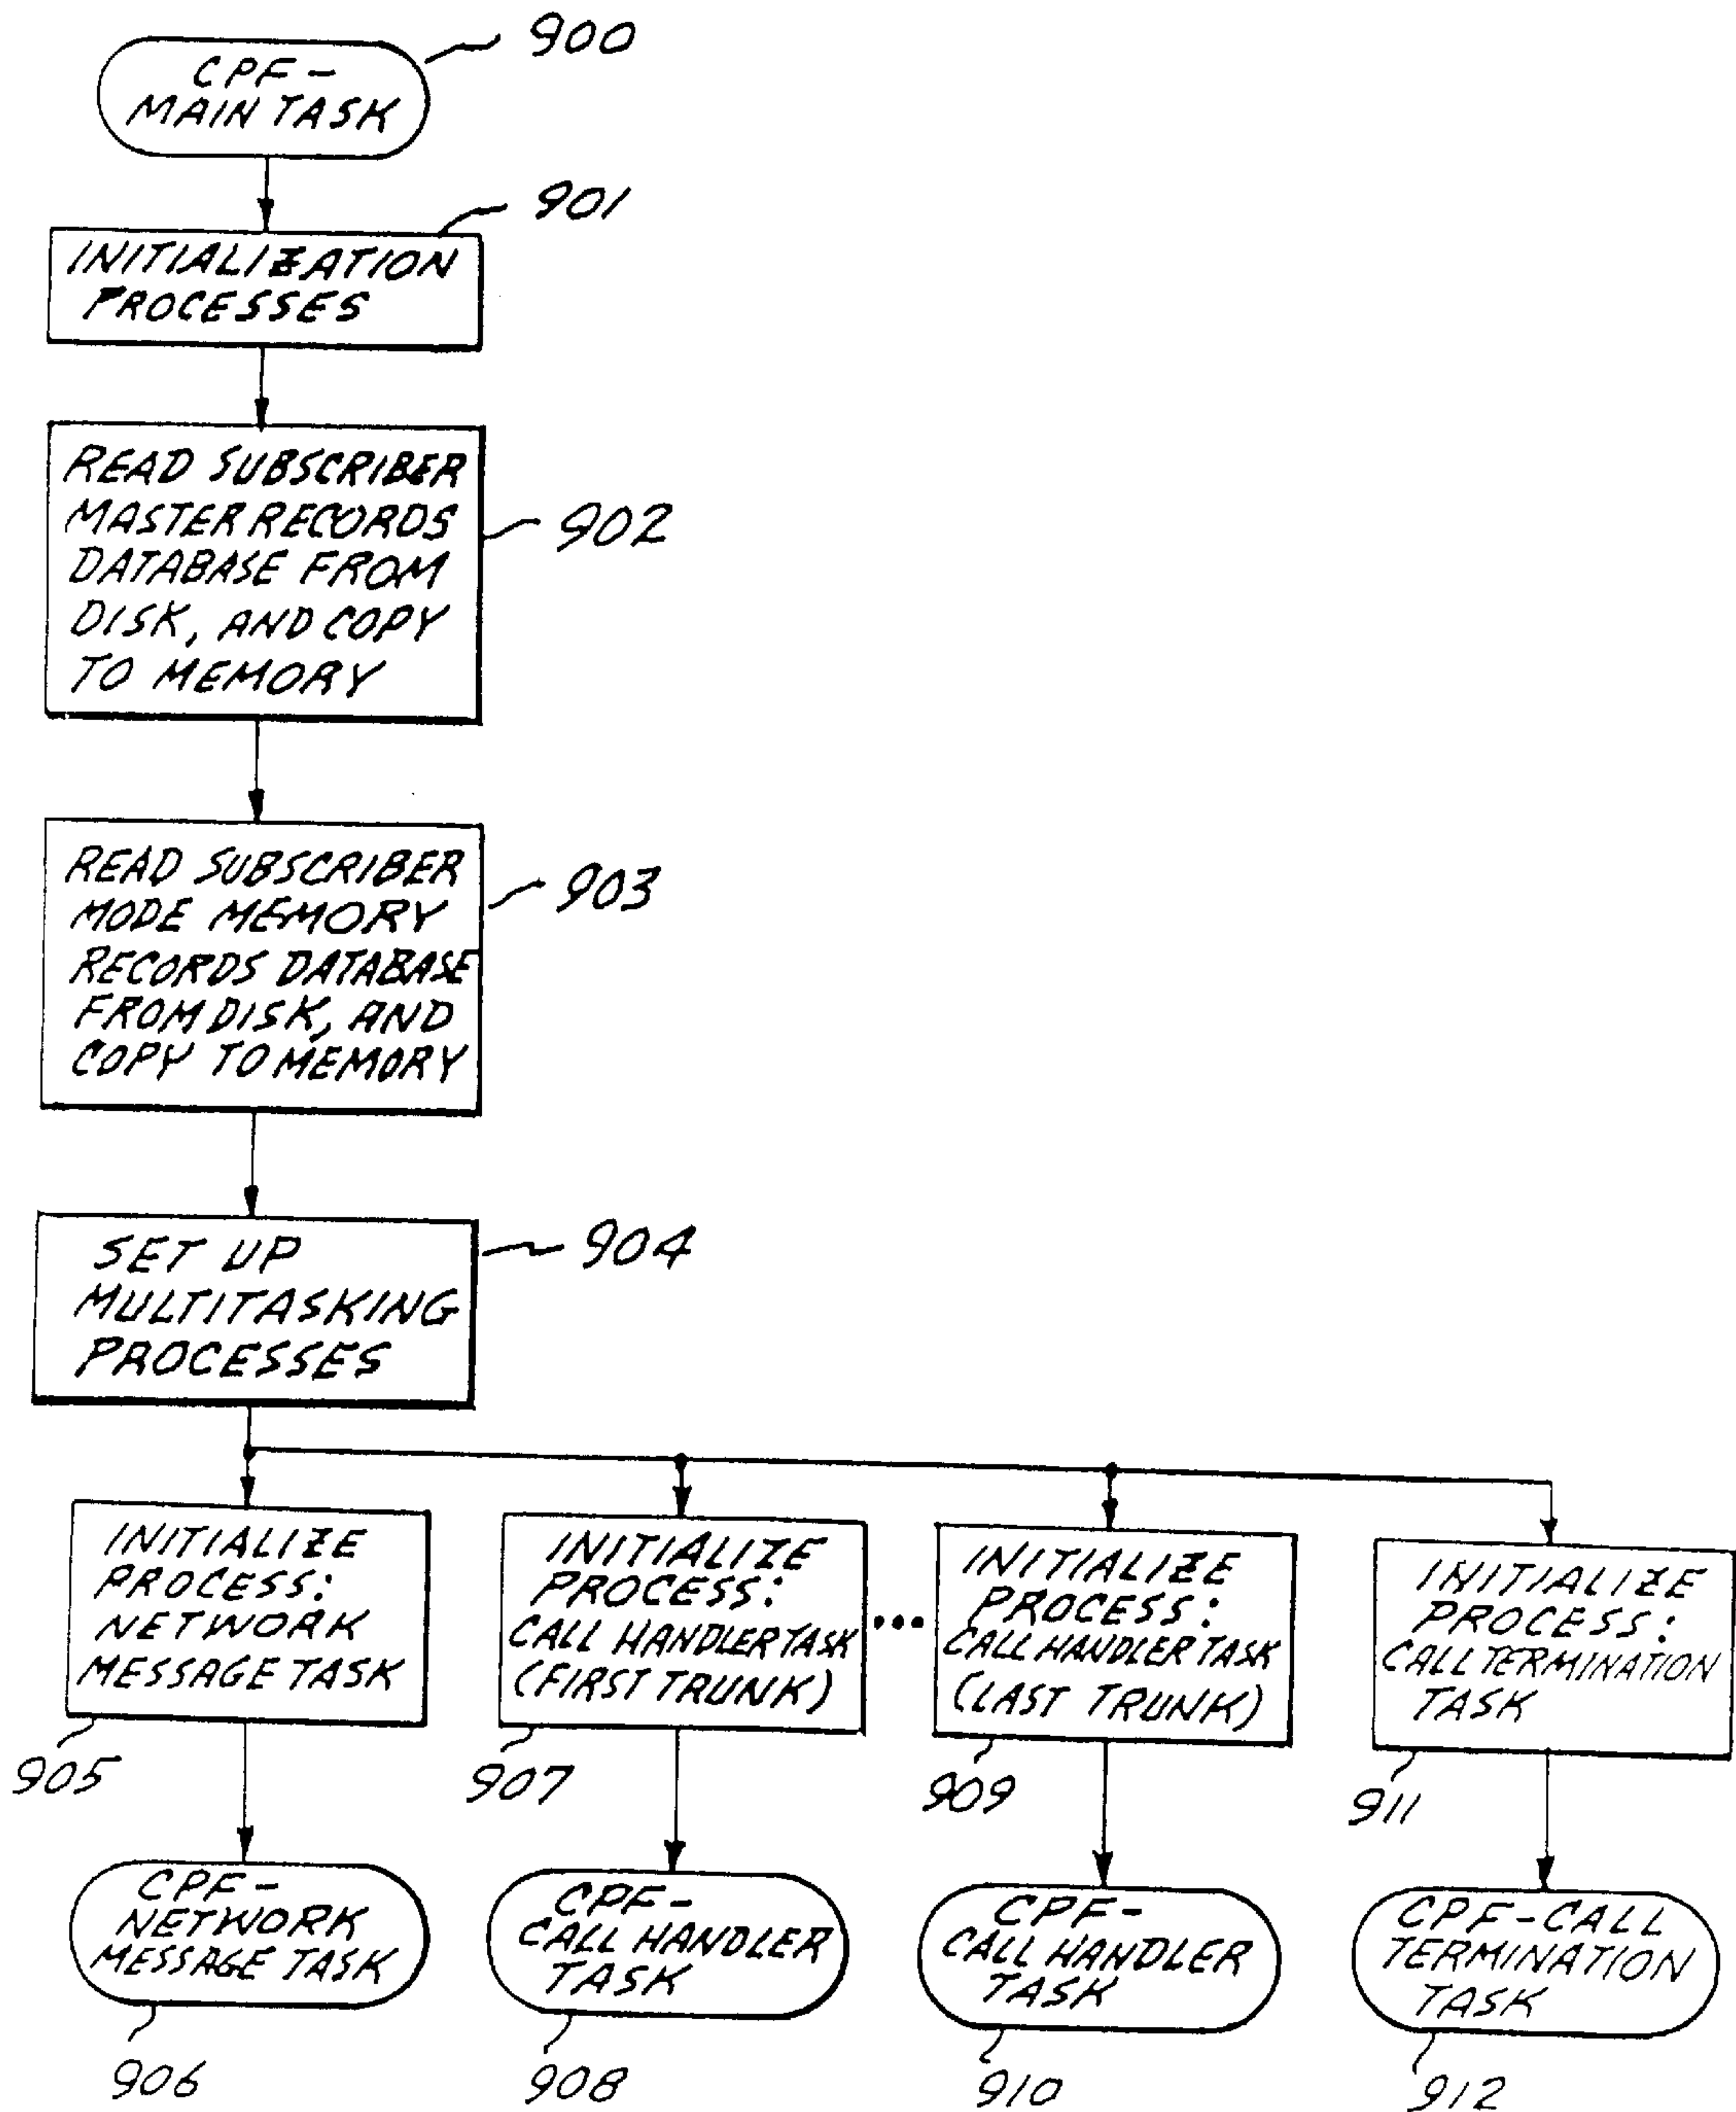 900
CPF-
MAIN TASK
901
INITIALIZATION
PROCESSES
READ SUBSCRIBER
MASTER RECORDS
DATABASE FROM
DISK, AND COPY
TO MEMORY
902
READ SUBSCRIBER
MODE MEMORY
RECORDS DATABASE
FROM DISK, AND
COPY TO MEMORY
903
SET UP
MULTITASKING
PROCESSES
904
INITIALIZE
PROCESS:
NETWORK
MESSAGE TASK
905
INITIALIZE
PROCESS:
CALL HANDLER TASK
(FIRST TRUNK)
907
...
INITIALIZE
PROCESS:
CALL HANDLER TASK
(LAST TRUNK)
909
INITIALIZE
PROCESS:
CALL TERMINATION
TASK
911
CPF-
NETWORK
MESSAGE TASK
906
CPF-
CALL HANDLER
TASK
908
CPF-
CALL HANDLER
TASK
910
CPF-CALL
TERMINATION
TASK
912